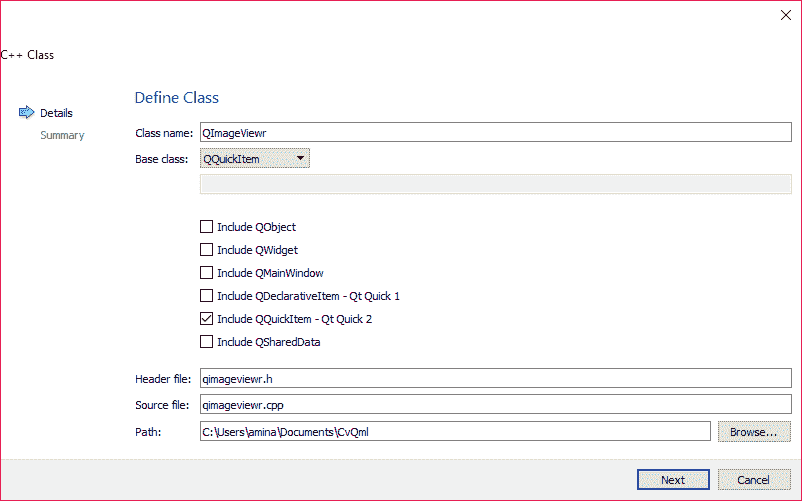 C++ Class
Define Class
Details
Summary
Class name: QImageViewr
Base class: QQuickItem
Include QObject
Include QWidget
Include QMainWindow
Include QDeclarativeItem - Qt Quick 1
Include QQuickItem - Qt Quick 2
Include QSharedData
Header file: qimageviewr.h
Source file: qimageviewr.cpp
Path: C:\Users\amina\Documents\CvQml Browse...
Next Cancel